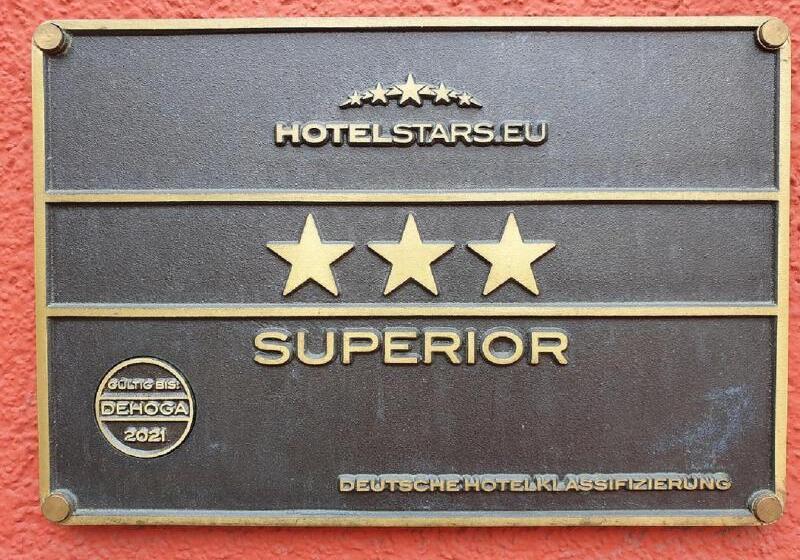 HOTELSTARS.EU
SUPERIOR
GÜLTIG BIS:
DEHOGA
2021
DEUTSCHE HOTELKLASSIFIZIERUNG